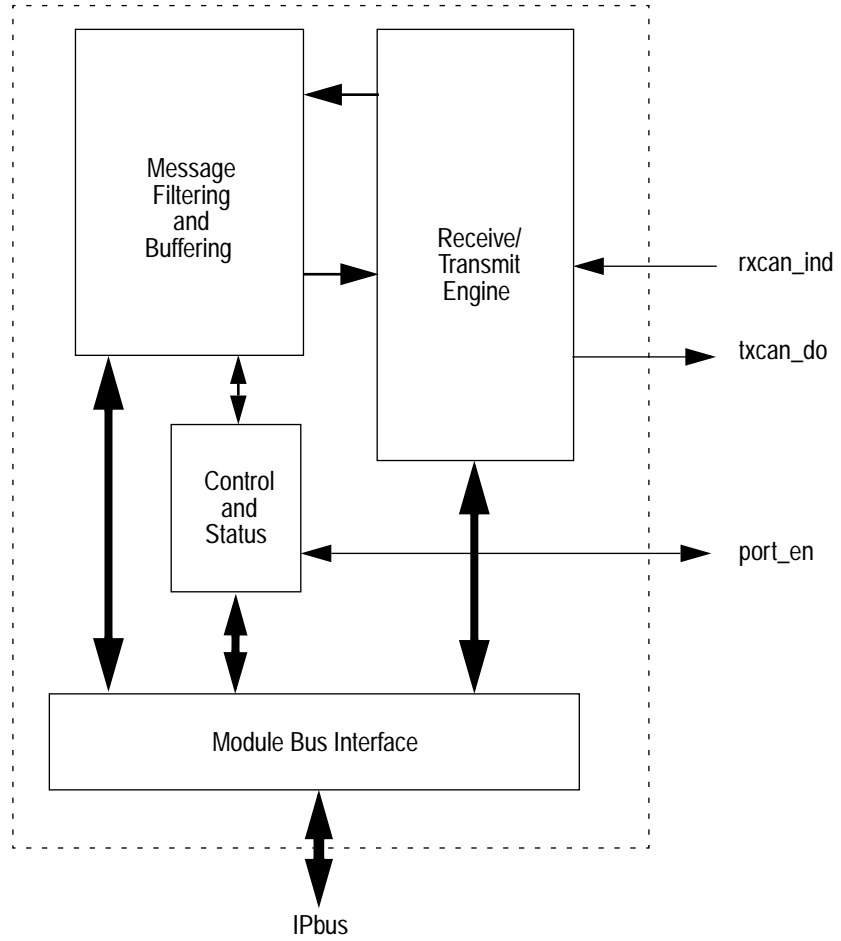 Message
Filtering
and
Buffering
Receive/
Transmit
Engine
rxcan_ind
txcan_do
Control
and
Status
port_en
Module Bus Interface
IPbus